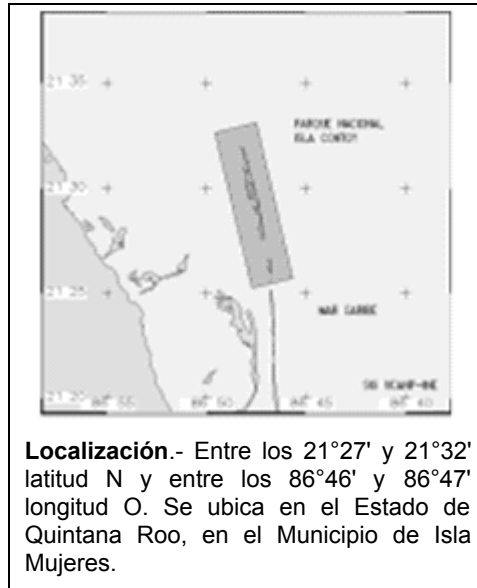 21 35
PARQUE NACIONAL
ISLA CONTOY
21 30
21 25
MAR CARIBE
21 20
86 55
86 50
86 45
86 40
Localización.- Entre los 21°27' y 21°32'
latitud N y entre los 86°46' y 86°47'
longitud O. Se ubica en el Estado de
Quintana Roo, en el Municipio de Isla
Mujeres.